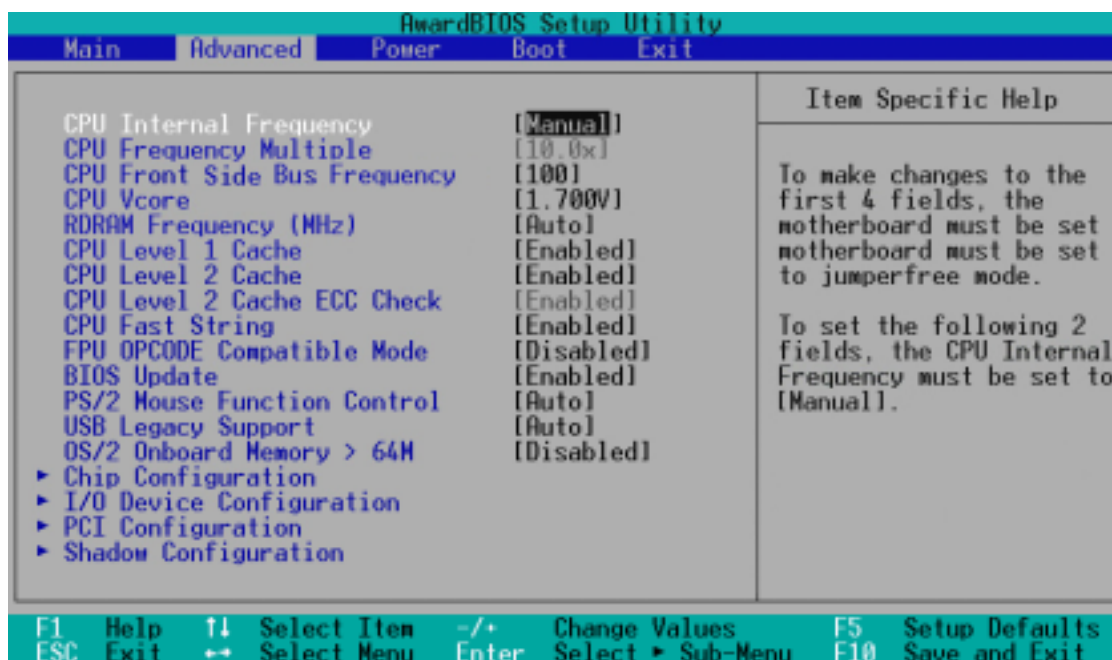 AwardBIOS Setup Utility
Main Advanced Power Boot Exit
Item Specific Help
CPU Internal Frequency [Manual]
CPU Frequency Multiple [10.0x]
CPU Front Side Bus Frequency [100]
CPU Vcore [1.700V]
RDRAM Frequency (MHz) [Auto]
CPU Level 1 Cache [Enabled]
CPU Level 2 Cache [Enabled]
CPU Level 2 Cache ECC Check [Enabled]
CPU Fast String [Enabled]
FPU OPCODE Compatible Mode [Disabled]
BIOS Update [Enabled]
PS/2 Mouse Function Control [Auto]
USB Legacy Support [Auto]
OS/2 Onboard Memory > 64M [Disabled]
► Chip Configuration
► I/O Device Configuration
► PCI Configuration
► Shadow Configuration
To make changes to the
first 4 fields, the
motherboard must be set
motherboard must be set
to jumperfree mode.
To set the following 2
fields, the CPU Internal
Frequency must be set to
[Manual].
F1 Help ↑↓ Select Item -/+ Change Values F5 Setup Defaults
ESC Exit ←→ Select Menu Enter Select ► Sub-Menu F10 Save and Exit